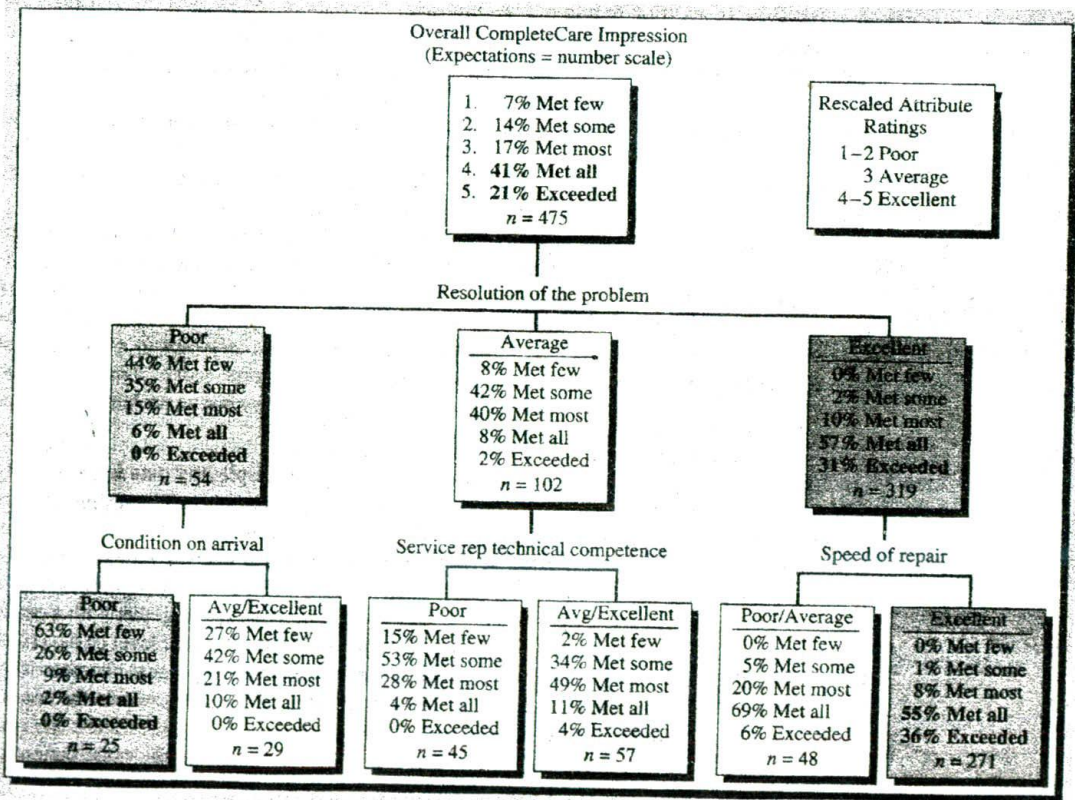 Overall CompleteCare Impression
(Expectations = number scale)
1. 7% Met few
2. 14% Met some
3. 17% Met most
4. 41% Met all
5. 21% Exceeded
n = 475
Rescaled Attribute
Ratings
1–2 Poor
3 Average
4–5 Excellent
Resolution of the problem
Poor
44% Met few
35% Met some
15% Met most
6% Met all
0% Exceeded
n = 54
Average
8% Met few
42% Met some
40% Met most
8% Met all
2% Exceeded
n = 102
Excellent
0% Met few
2% Met some
10% Met most
57% Met all
31% Exceeded
n = 319
Condition on arrival
Service rep technical competence
Speed of repair
Poor
63% Met few
26% Met some
9% Met most
2% Met all
0% Exceeded
n = 25
Avg/Excellent
27% Met few
42% Met some
21% Met most
10% Met all
0% Exceeded
n = 29
Poor
15% Met few
53% Met some
28% Met most
4% Met all
0% Exceeded
n = 45
Avg/Excellent
2% Met few
34% Met some
49% Met most
11% Met all
4% Exceeded
n = 57
Poor/Average
0% Met few
5% Met some
20% Met most
69% Met all
6% Exceeded
n = 48
Excellent
0% Met few
1% Met some
8% Met most
55% Met all
36% Exceeded
n = 271